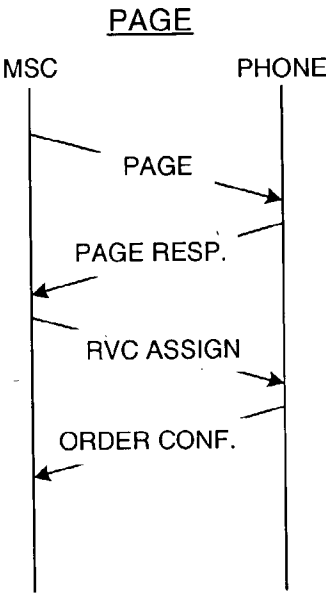 PAGE
MSC PHONE
PAGE
PAGE RESP.
RVC ASSIGN
ORDER CONF.